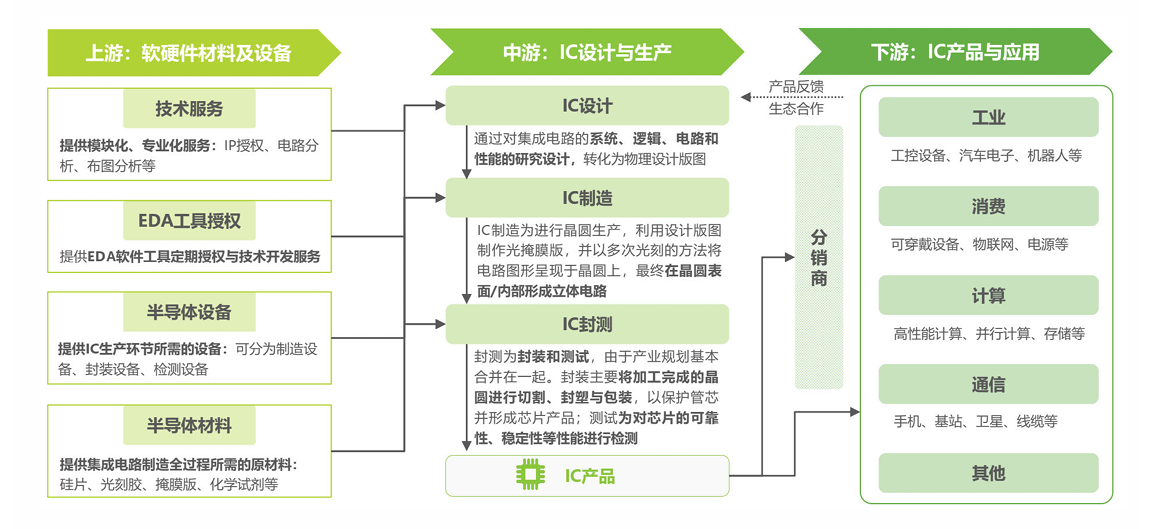 上游：软硬件材料及设备
技术服务
提供模块化、专业化服务：IP授权、电路分
析、布图分析等
EDA工具授权
提供EDA软件工具定期授权与技术开发服务
半导体设备
提供IC生产环节所需的设备：可分为制造设
备、封装设备、检测设备
半导体材料
提供集成电路制造全过程所需的原材料：
硅片、光刻胶、掩膜版、化学试剂等
中游：IC设计与生产
IC设计
通过对集成电路的系统、逻辑、电路和
性能的研究设计，转化为物理设计版图
IC制造
IC制造为进行晶圆生产，利用设计版图
制作光掩膜版，并以多次光刻的方法将
电路图形呈现于晶圆上，最终在晶圆表
面/内部形成立体电路
IC封测
封测为封装和测试，由于产业规划基本
合并在一起。封装主要将加工完成的晶
圆进行切割、封塑与包装，以保护管芯
并形成芯片产品；测试为对芯片的可靠
性、稳定性等性能进行检测
IC产品
下游：IC产品与应用
产品反馈
生态合作
分
销
商
工业
工控设备、汽车电子、机器人等
消费
可穿戴设备、物联网、电源等
计算
高性能计算、并行计算、存储等
通信
手机、基站、卫星、线缆等
其他